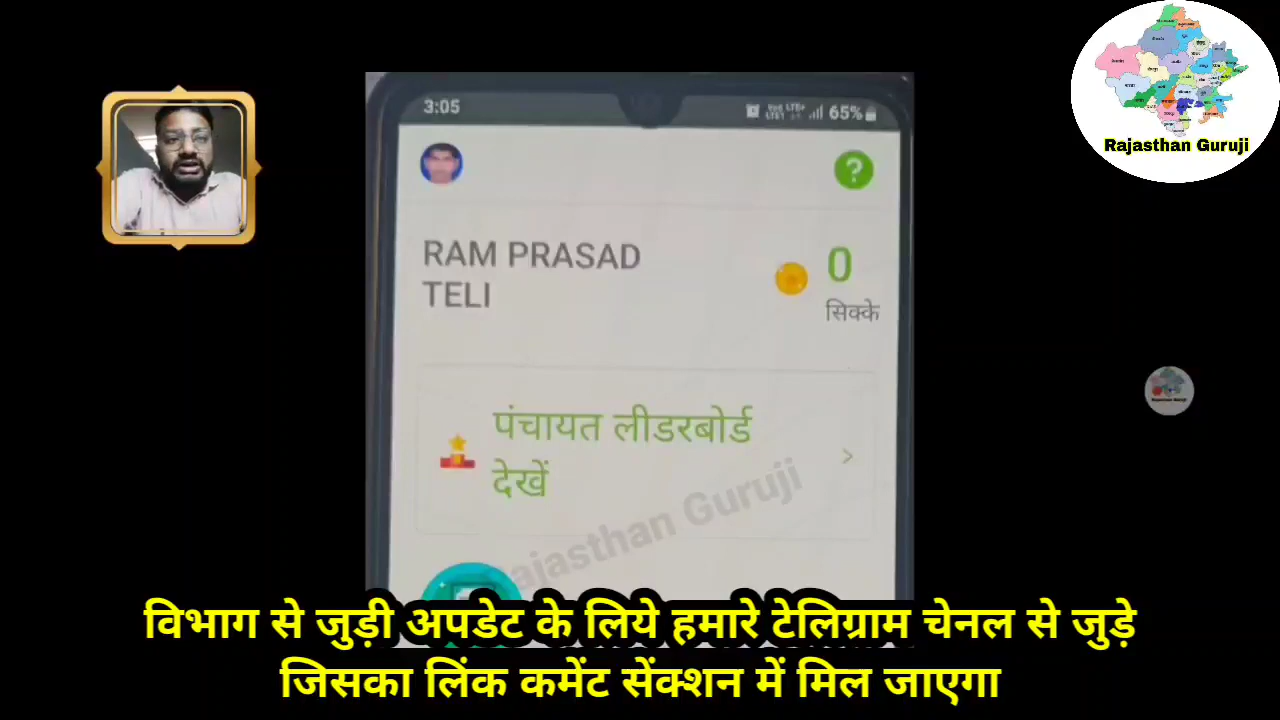 3:05
65%
Rajasthan Guruji
?
RAM PRASAD
TELI
0
सिक्के
पंचायत लीडरबोर्ड
देखें
>
Rajasthan Guruji
विभाग से जुड़ी अपडेट के लिये हमारे टेलिग्राम चेनल से जुड़े
जिसका लिंक कमेंट सेंक्शन में मिल जाएगा